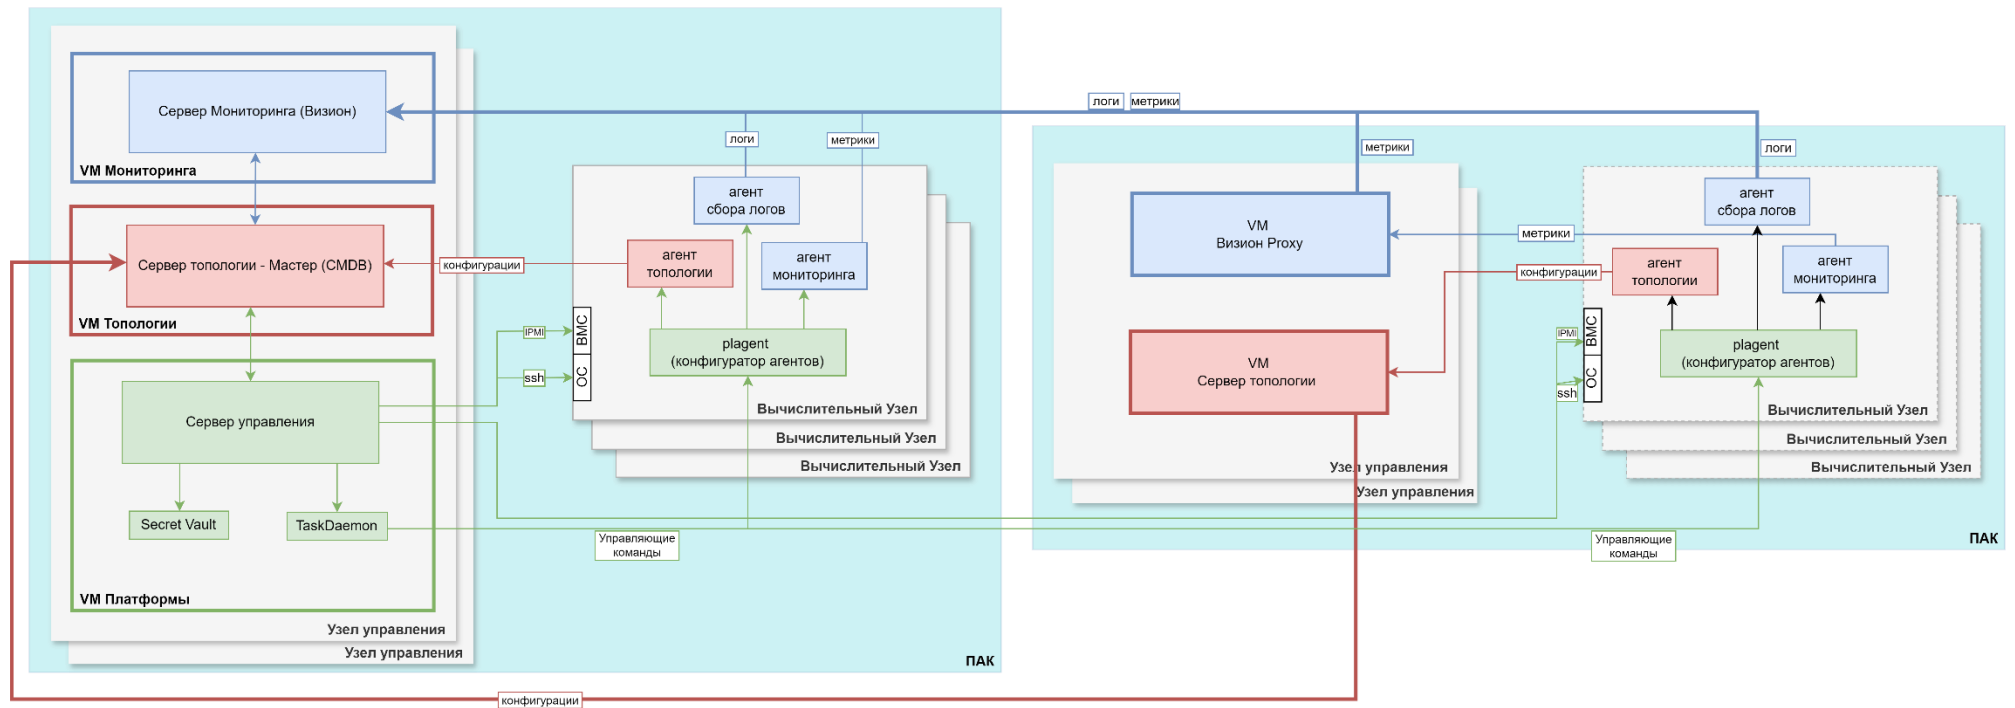 Сервер Мониторинга (Визион)
VM Мониторинга
Сервер топологии - Мастер (CMDB)
VM Топологии
Сервер управления
Secret Vault
TaskDaemon
VM Платформы
Узел управления
Узел управления
логи
метрики
агент
сбора логов
агент
топологии
агент
мониторинга
конфигурации
IPMI
ssh
BMC
ОС
plagent
(конфигуратор агентов)
Вычислительный Узел
Вычислительный Узел
Вычислительный Узел
Управляющие
команды
ПАК
логи
метрики
метрики
логи
VM
Визион Proxy
VM
Сервер топологии
Узел управления
Узел управления
метрики
конфигурации
агент
сбора логов
агент
топологии
агент
мониторинга
IPMI
ssh
BMC
ОС
plagent
(конфигуратор агентов)
Вычислительный Узел
Вычислительный Узел
Вычислительный Узел
Управляющие
команды
ПАК
конфигурации